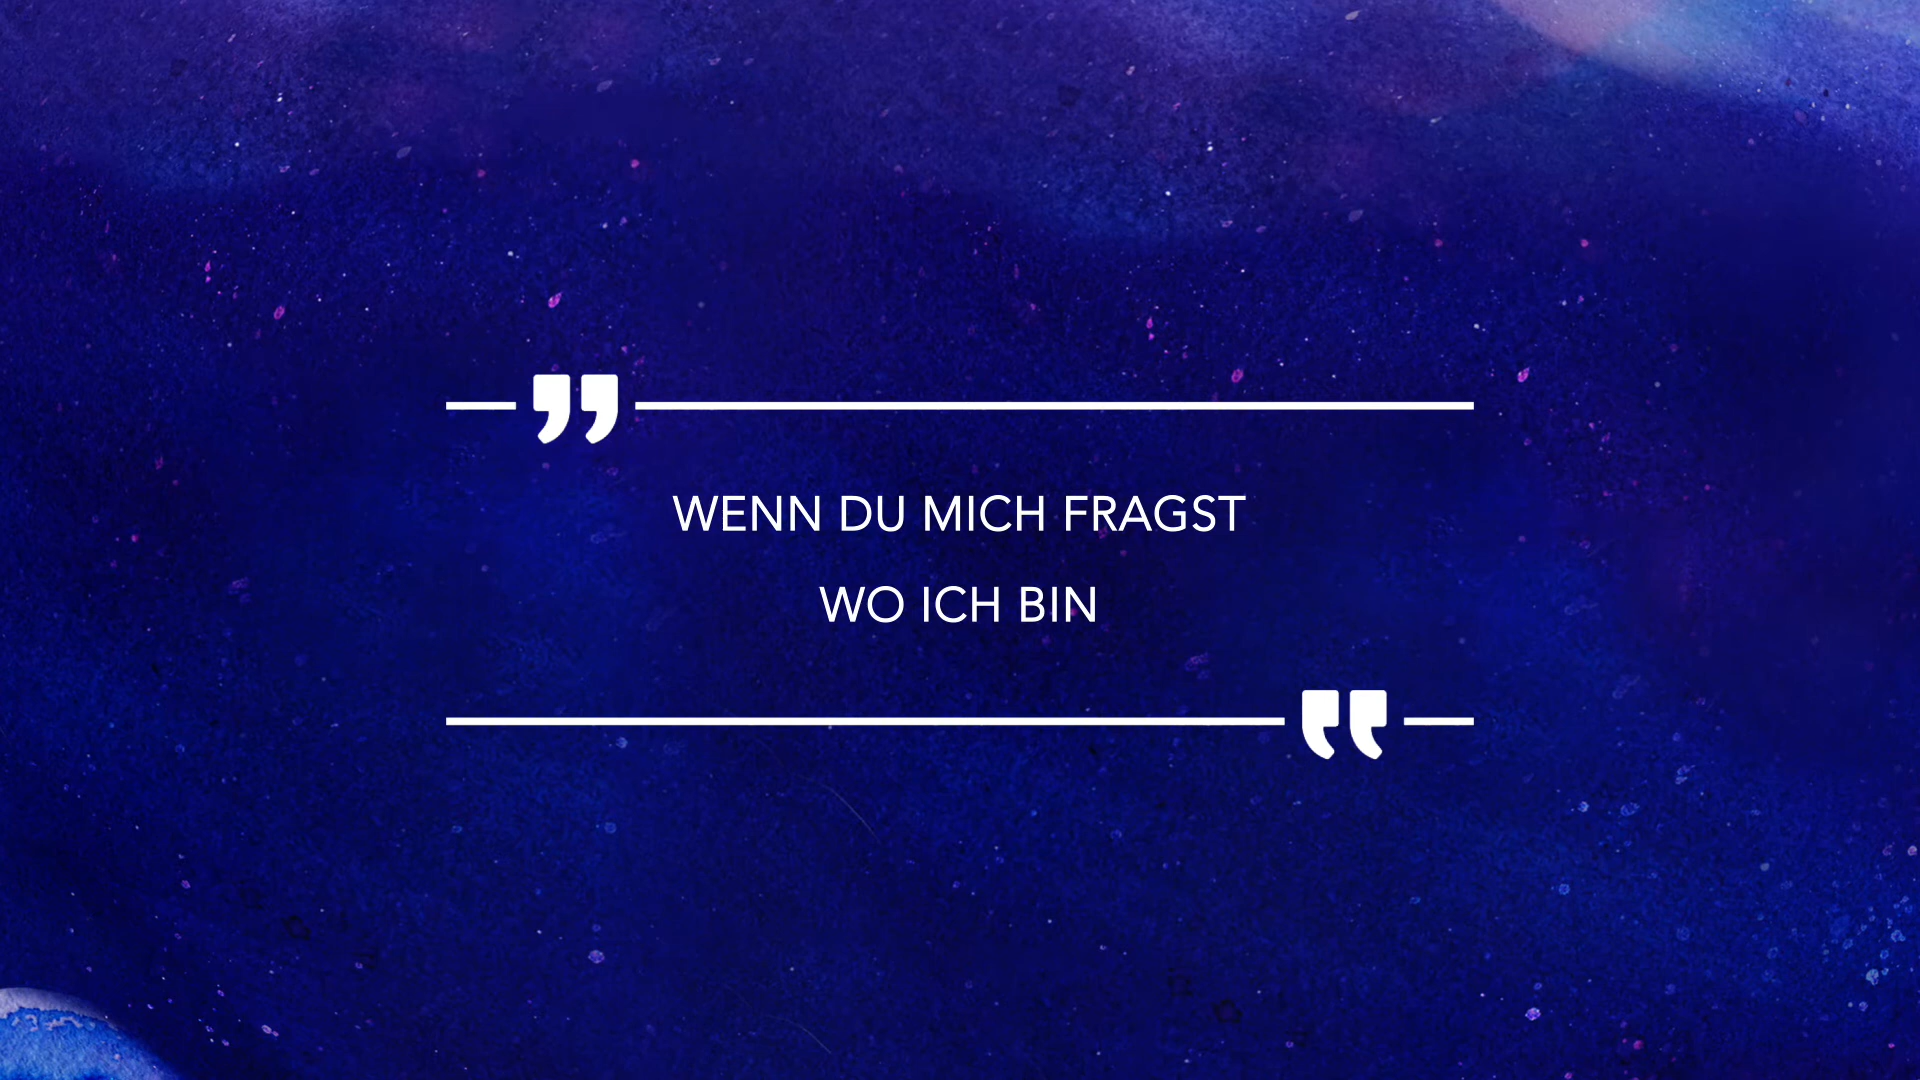 ”
WENN DU MICH FRAGST
WO ICH BIN
“